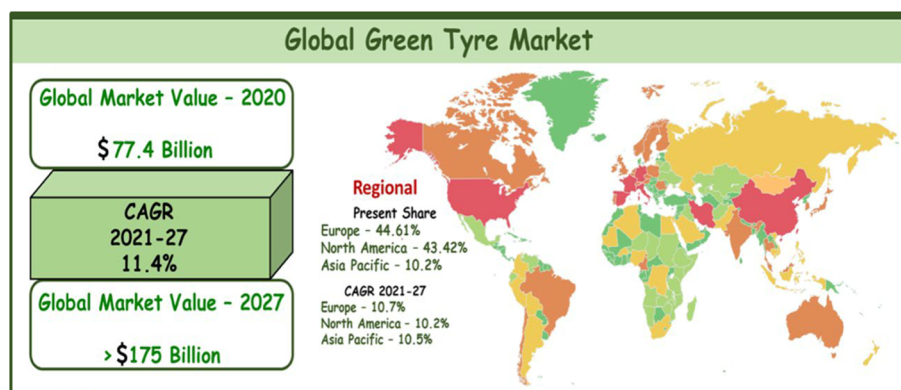 Global Green Tyre Market
Global Market Value - 2020
$ 77.4 Billion
CAGR
2021-27
11.4%
Global Market Value - 2027
> $175 Billion
Regional
Present Share
Europe - 44.61%
North America - 43.42%
Asia Pacific - 10.2%
CAGR 2021-27
Europe - 10.7%
North America - 10.2%
Asia Pacific - 10.5%